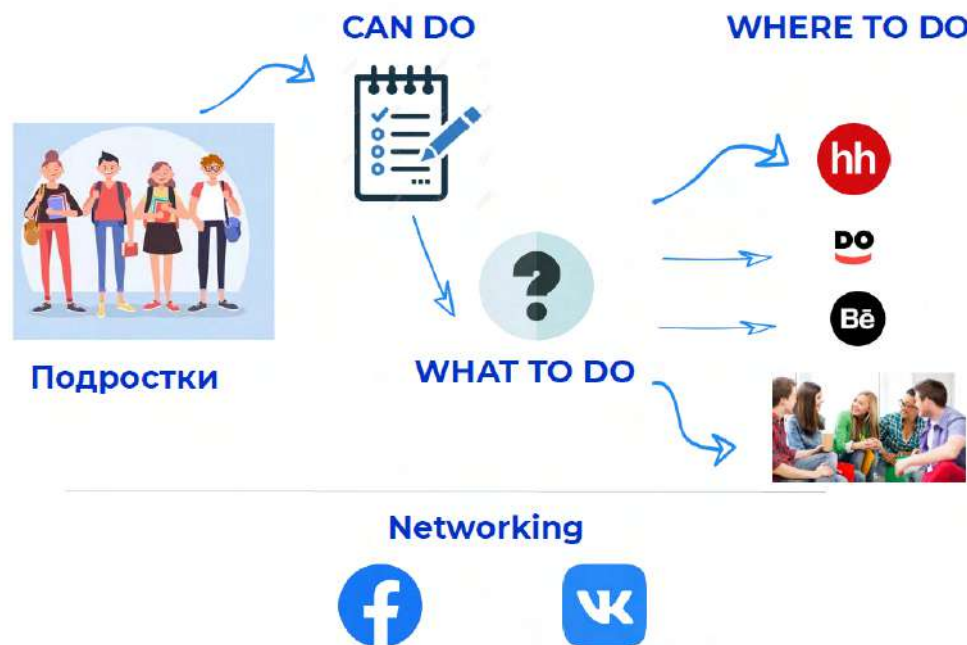 CAN DO
WHERE TO DO
hh
DO
Bē
Подростки
WHAT TO DO
Networking